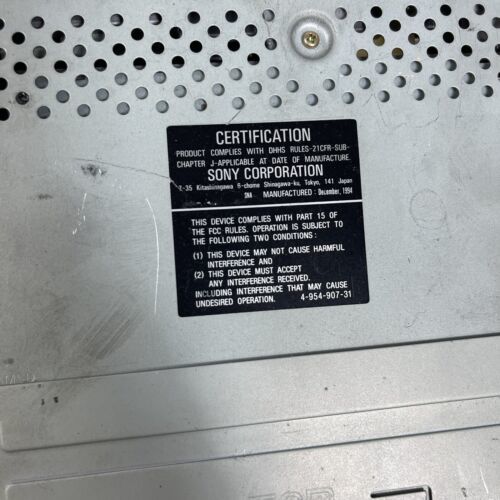 CERTIFICATION
PRODUCT COMPLIES WITH DHHS RULES-21CFR-SUB-
CHAPTER J-APPLICABLE AT DATE OF MANUFACTURE.
SONY CORPORATION
7-35 Kitashinagawa 6-chome Shinagawa-ku, Tokyo, 141 Japan
SNA MANUFACTURED: December, 1994
THIS DEVICE COMPLIES WITH PART 15 OF
THE FCC RULES. OPERATION IS SUBJECT TO
THE FOLLOWING TWO CONDITIONS:
(1) THIS DEVICE MAY NOT CAUSE HARMFUL
INTERFERENCE AND
(2) THIS DEVICE MUST ACCEPT
ANY INTERFERENCE RECEIVED.
INCLUDING INTERFERENCE THAT MAY CAUSE
UNDESIRED OPERATION. 4-954-907-31